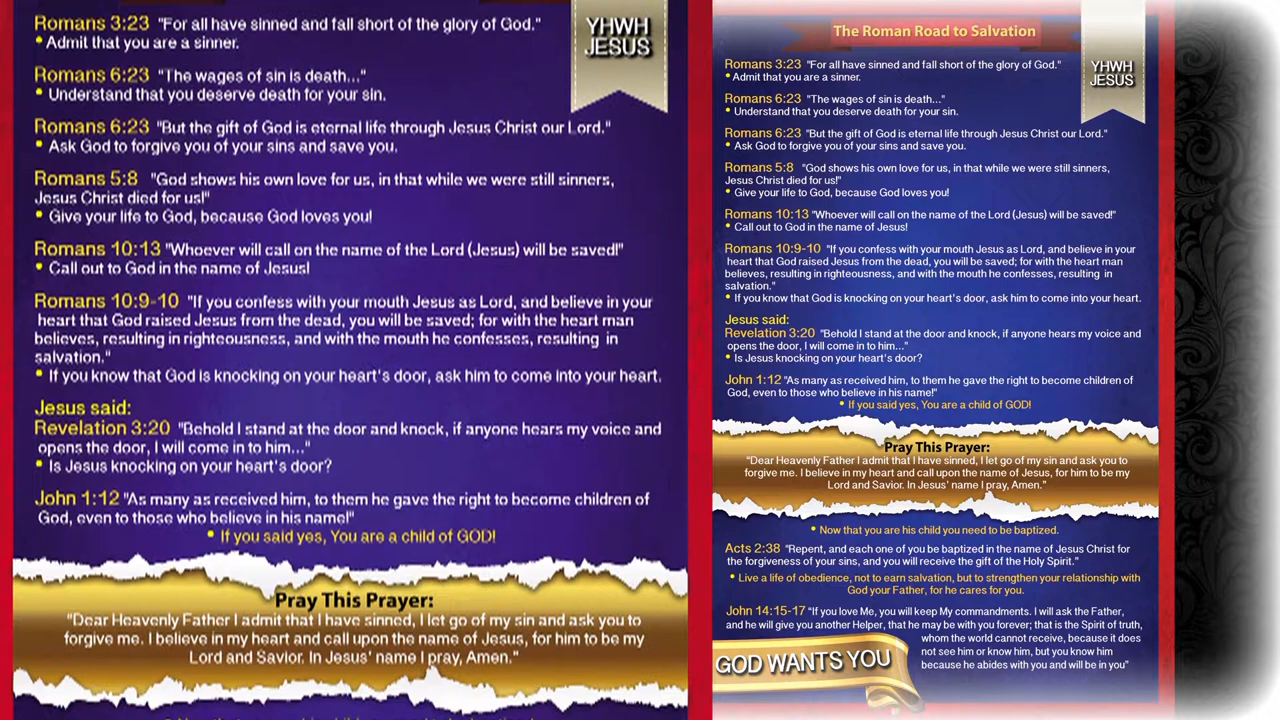 Romans 3:23 "For all have sinned and fall short of the glory of God."
• Admit that you are a sinner.
Romans 6:23 "The wages of sin is death..."
• Understand that you deserve death for your sin.
Romans 6:23 "But the gift of God is eternal life through Jesus Christ our Lord."
• Ask God to forgive you of your sins and save you.
Romans 5:8 "God shows his own love for us, in that while we were still sinners,
Jesus Christ died for us!"
• Give your life to God, because God loves you!
Romans 10:13 "Whoever will call on the name of the Lord (Jesus) will be saved!"
• Call out to God in the name of Jesus!
Romans 10:9-10 "If you confess with your mouth Jesus as Lord, and believe in your
heart that God raised Jesus from the dead, you will be saved; for with the heart man
believes, resulting in righteousness, and with the mouth he confesses, resulting in
salvation."
• If you know that God is knocking on your heart's door, ask him to come into your heart.
Jesus said:
Revelation 3:20 "Behold I stand at the door and knock, if anyone hears my voice and
opens the door, I will come in to him..."
• Is Jesus knocking on your heart's door?
John 1:12 "As many as received him, to them he gave the right to become children of
God, even to those who believe in his name!"
• If you said yes, You are a child of GOD!
Pray This Prayer:
"Dear Heavenly Father I admit that I have sinned, I let go of my sin and ask you to
forgive me. I believe in my heart and call upon the name of Jesus, for him to be my
Lord and Savior. In Jesus' name I pray, Amen."
YHWH
JESUS
The Roman Road to Salvation
Romans 3:23 "For all have sinned and fall short of the glory of God."
• Admit that you are a sinner.
Romans 6:23 "The wages of sin is death..."
• Understand that you deserve death for your sin.
Romans 6:23 "But the gift of God is eternal life through Jesus Christ our Lord."
• Ask God to forgive you of your sins and save you.
Romans 5:8 "God shows his own love for us, in that while we were still sinners,
Jesus Christ died for us!"
• Give your life to God, because God loves you!
Romans 10:13 "Whoever will call on the name of the Lord (Jesus) will be saved!"
• Call out to God in the name of Jesus!
Romans 10:9-10 "If you confess with your mouth Jesus as Lord, and believe in your
heart that God raised Jesus from the dead, you will be saved; for with the heart man
believes, resulting in righteousness, and with the mouth he confesses, resulting in
salvation."
• If you know that God is knocking on your heart's door, ask him to come into your heart.
Jesus said:
Revelation 3:20 "Behold I stand at the door and knock, if anyone hears my voice and
opens the door, I will come in to him..."
• Is Jesus knocking on your heart's door?
John 1:12 "As many as received him, to them he gave the right to become children of
God, even to those who believe in his name!"
• If you said yes, You are a child of GOD!
Pray This Prayer:
"Dear Heavenly Father I admit that I have sinned, I let go of my sin and ask you to
forgive me. I believe in my heart and call upon the name of Jesus, for him to be my
Lord and Savior. In Jesus' name I pray, Amen."
• Now that you are his child you need to be baptized.
Acts 2:38 "Repent, and each one of you be baptized in the name of Jesus Christ for
the forgiveness of your sins, and you will receive the gift of the Holy Spirit."
• Live a life of obedience, not to earn salvation, but to strengthen your relationship with
God your Father, for he cares for you.
John 14:15-17 "If you love Me, you will keep My commandments. I will ask the Father,
and he will give you another Helper, that he may be with you forever; that is the Spirit of truth,
whom the world cannot receive, because it does
not see him or know him, but you know him
because he abides with you and will be in you"
GOD WANTS YOU
YHWH
JESUS